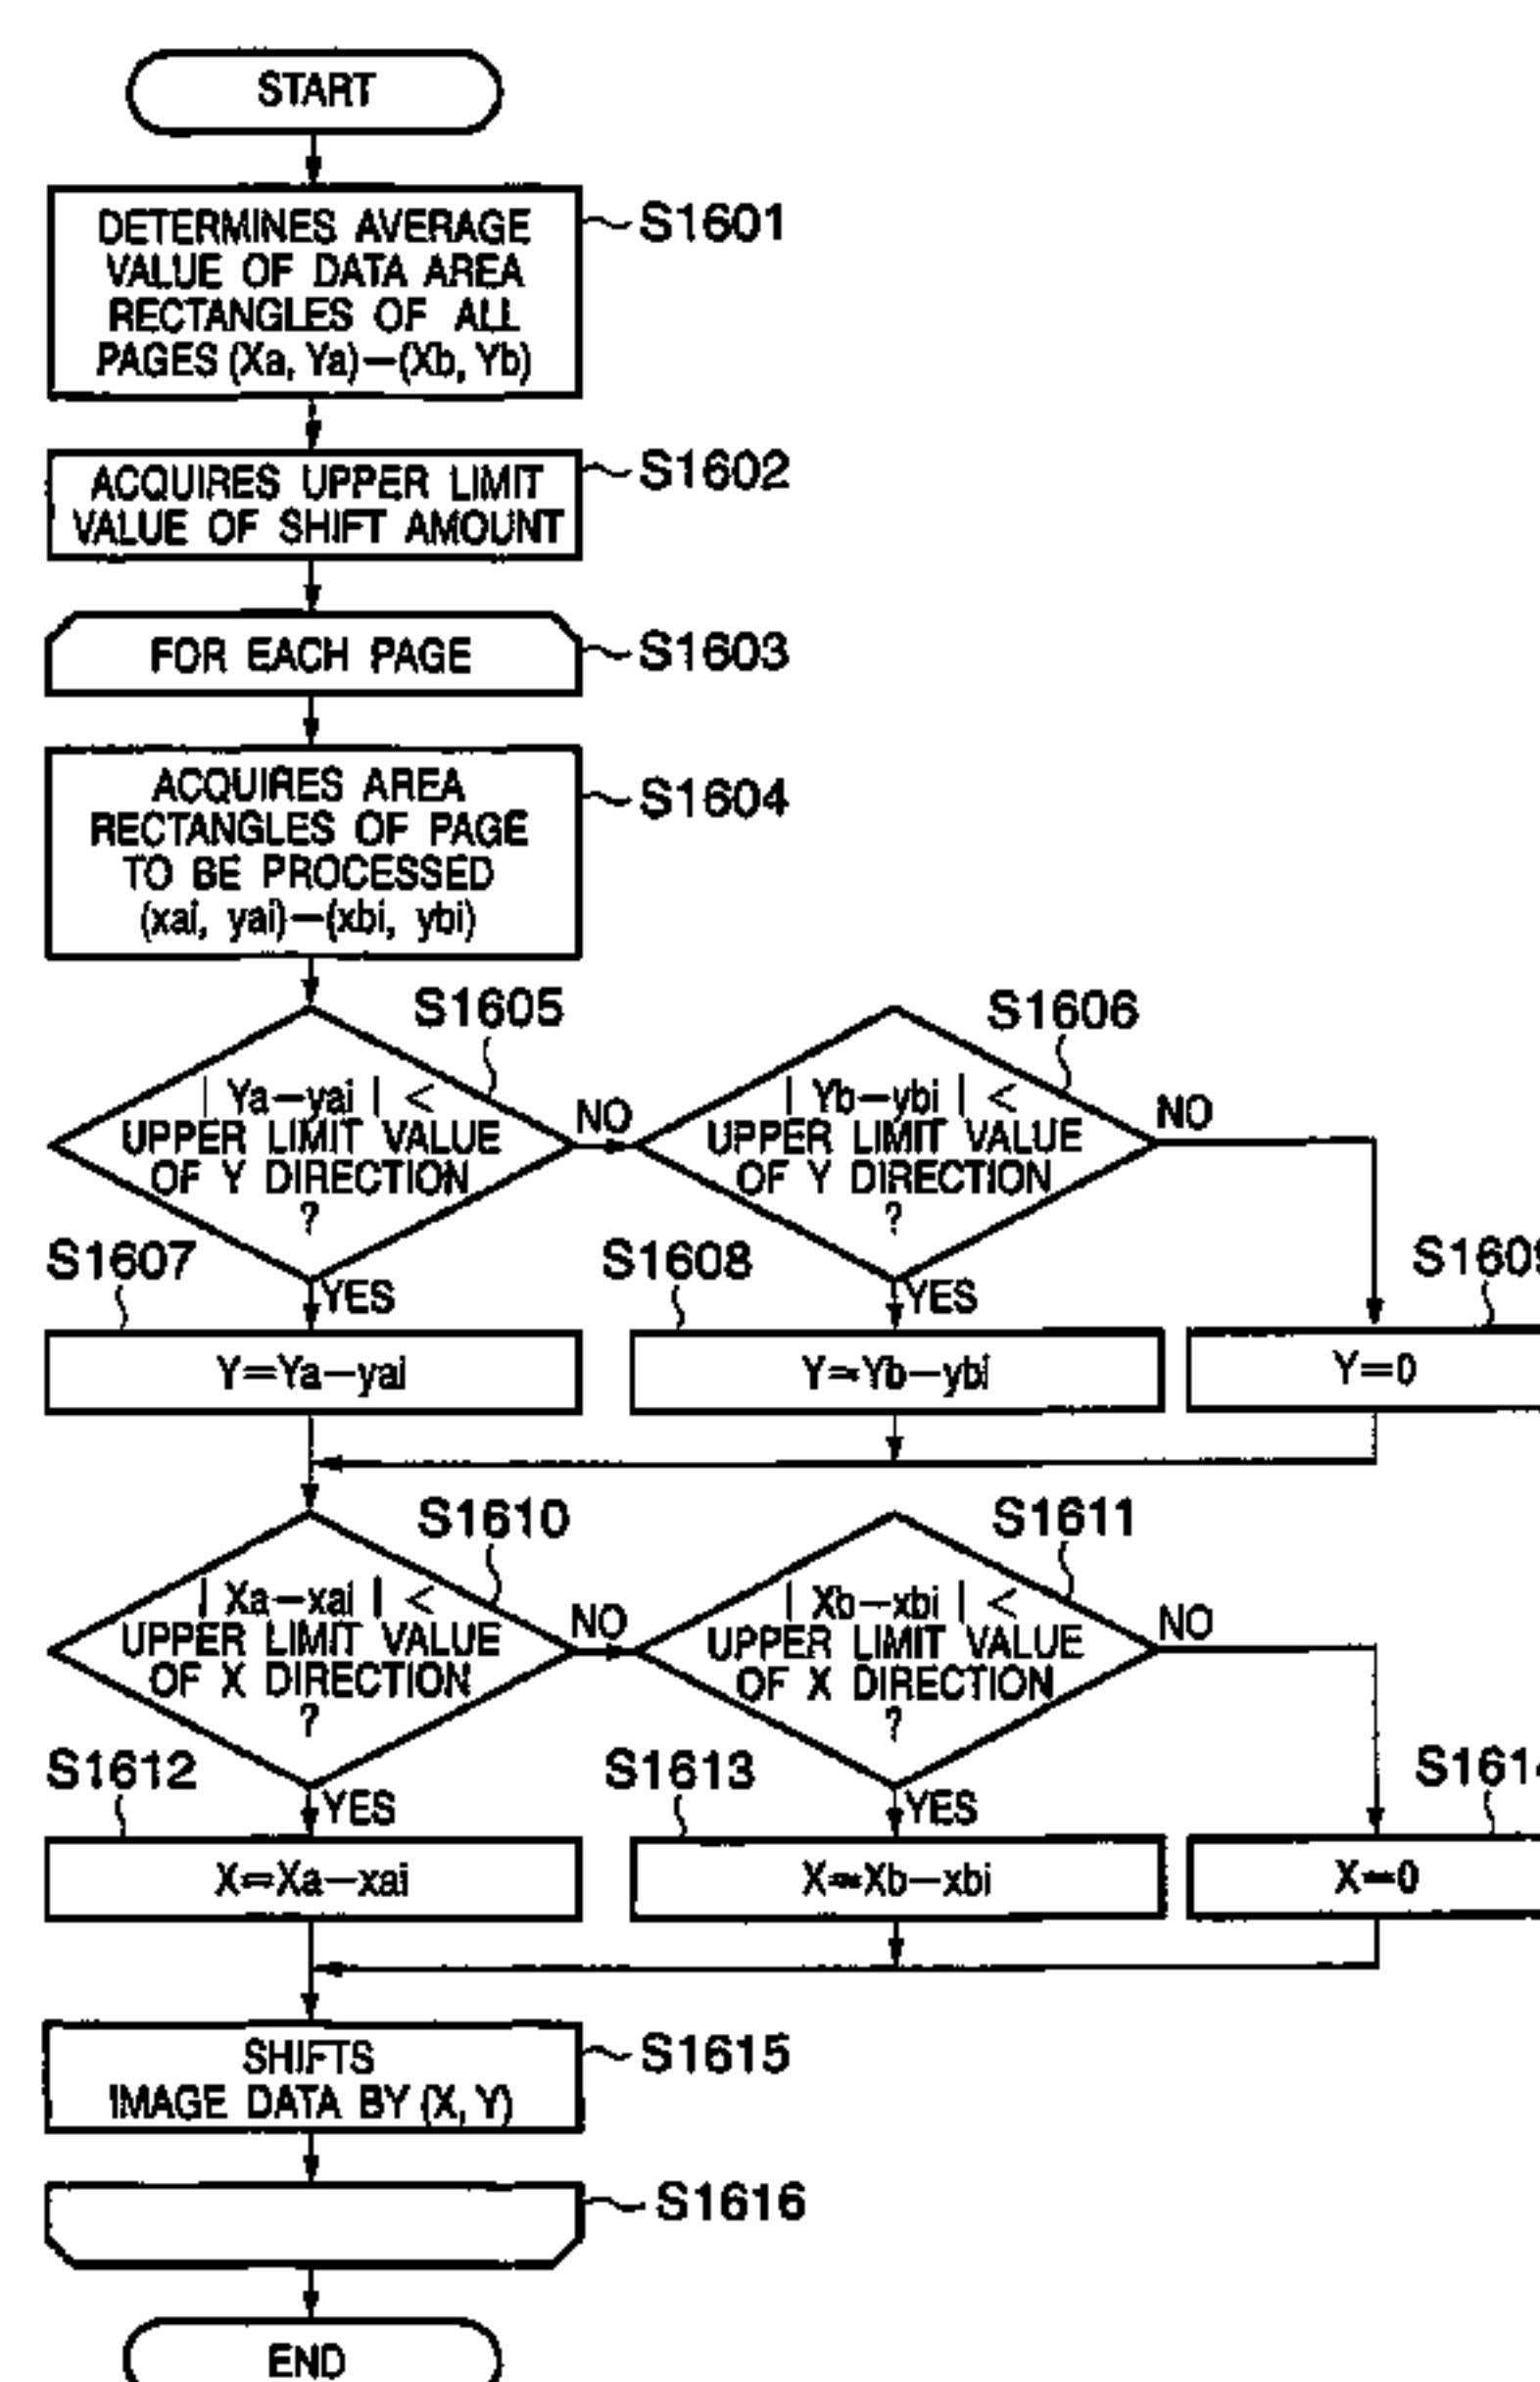 START
DETERMINES AVERAGE
VALUE OF DATA AREA
RECTANGLES OF ALL
PAGES (Xa, Ya)—(Xb, Yb)
S1601
ACQUIRES UPPER LIMIT
VALUE OF SHIFT AMOUNT
S1602
FOR EACH PAGE
S1603
ACQUIRES AREA
RECTANGLES OF PAGE
TO BE PROCESSED
(xai, yai)—(xbi, ybi)
S1604
S1605
| Ya—yai | <
UPPER LIMIT VALUE
OF Y DIRECTION
?
NO
YES
S1606
| Yb—ybi | <
UPPER LIMIT VALUE
OF Y DIRECTION
?
NO
YES
S1607
Y=Ya—yai
S1608
Y=Yb—ybi
S1609
Y=0
S1610
| Xa—xai | <
UPPER LIMIT VALUE
OF X DIRECTION
?
NO
YES
S1611
| Xb—xbi | <
UPPER LIMIT VALUE
OF X DIRECTION
?
NO
YES
S1612
X=Xa—xai
S1613
X=Xb—xbi
S1614
X=0
SHIFTS
IMAGE DATA BY (X, Y)
S1615
S1616
END